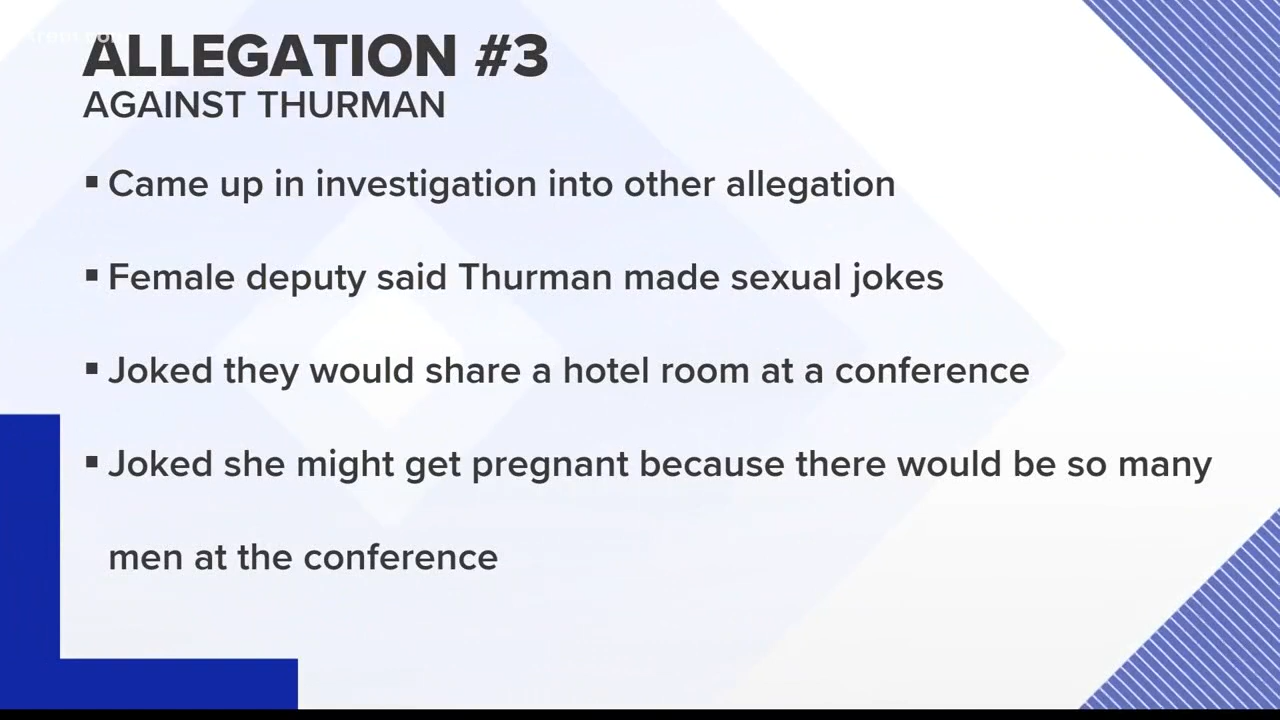 ALLEGATION #3
AGAINST THURMAN
▪ Came up in investigation into other allegation
▪ Female deputy said Thurman made sexual jokes
▪ Joked they would share a hotel room at a conference
▪ Joked she might get pregnant because there would be so many
men at the conference